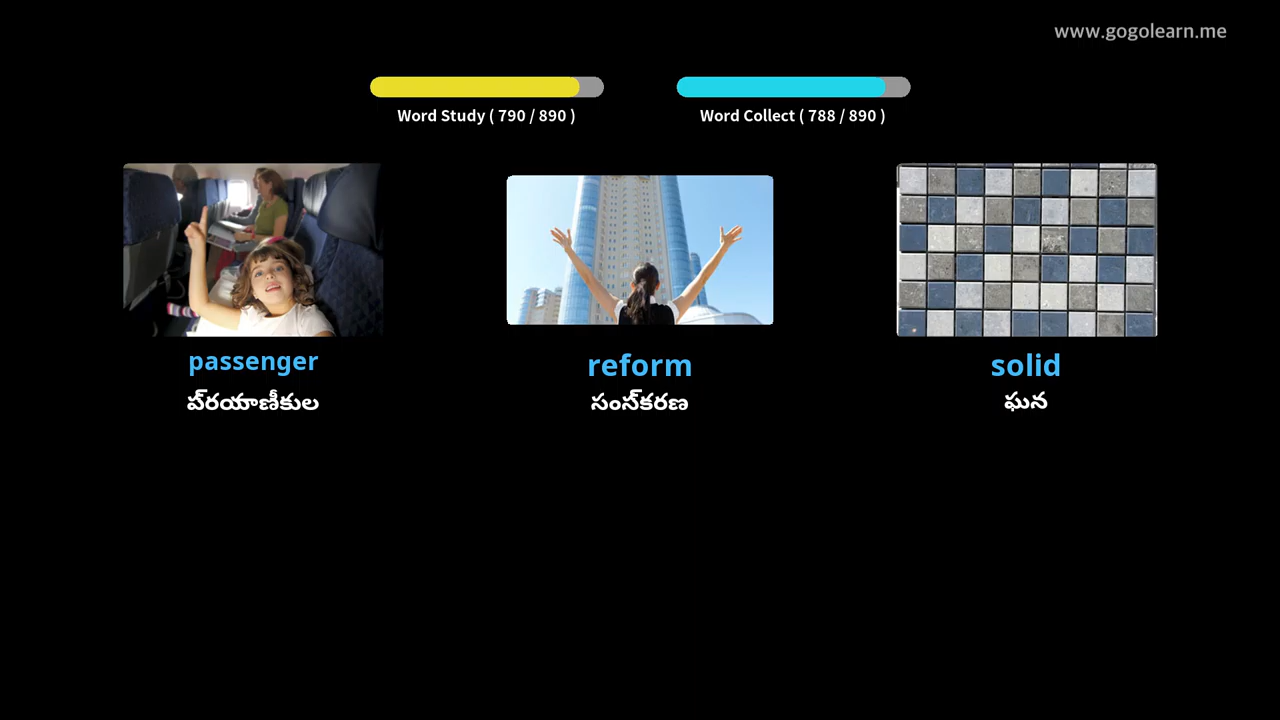 www.gogolearn.me
Word Study ( 790 / 890 )
Word Collect ( 788 / 890 )
passenger
reform
solid
ప్రయాణీకుల
సంస్కరణ
ఘన